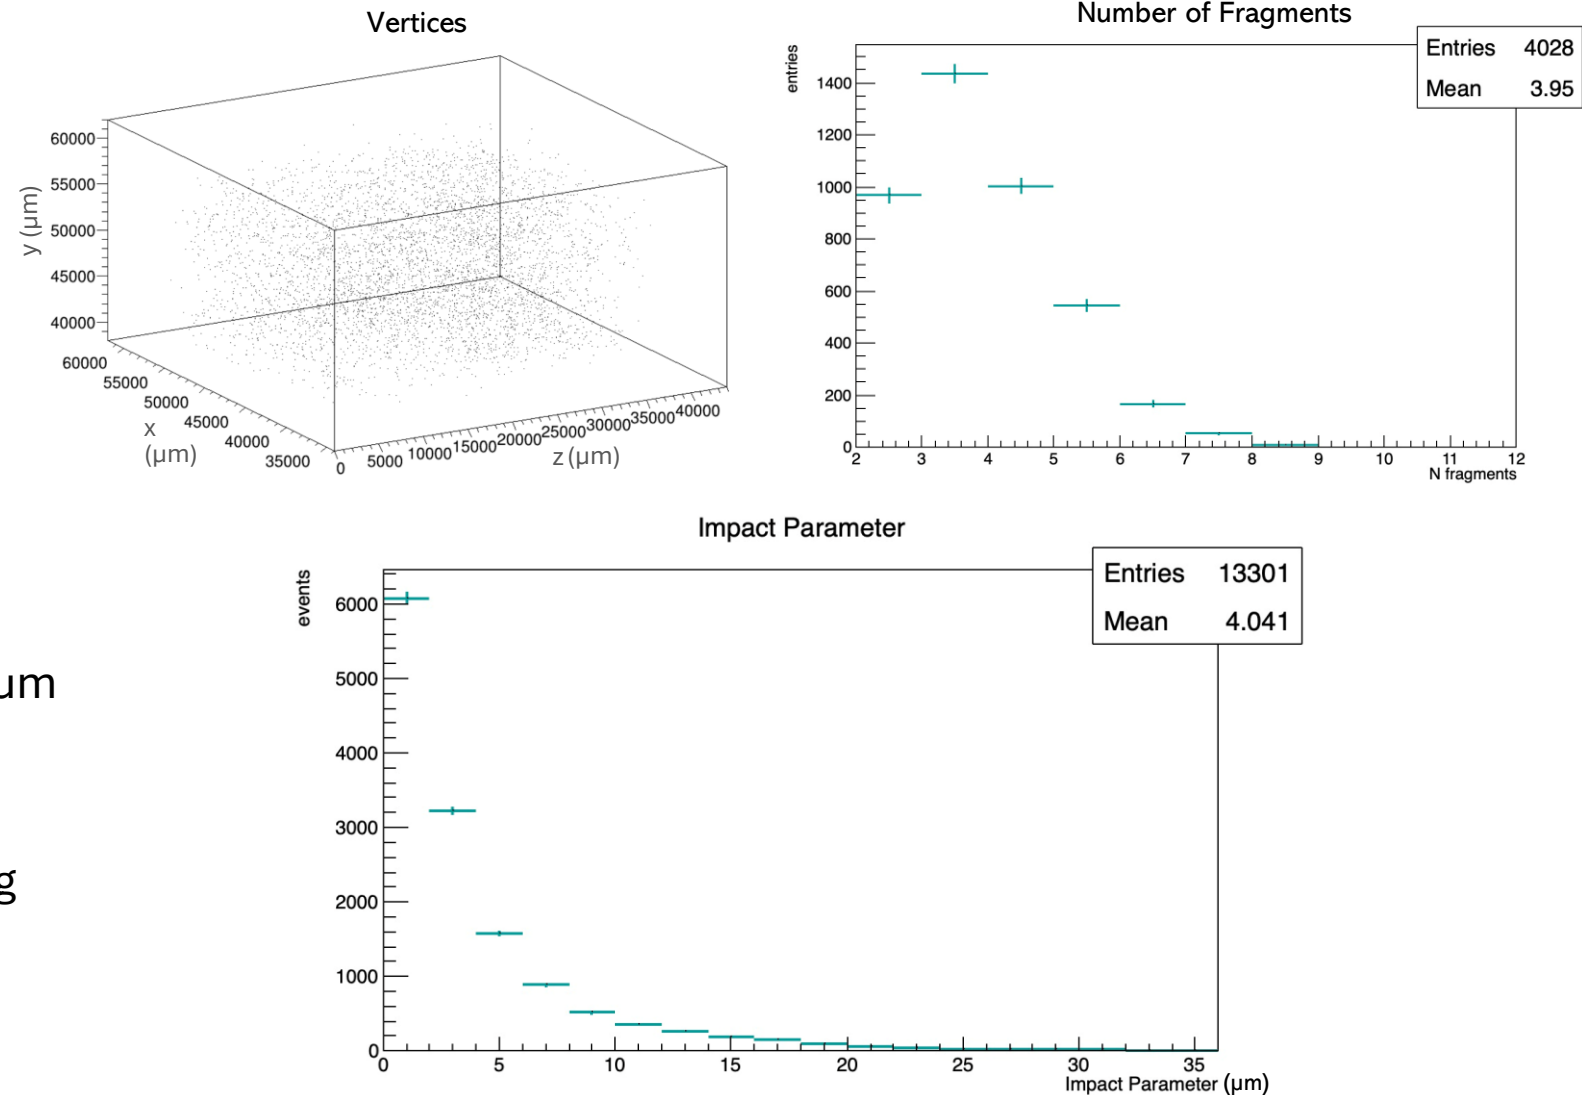 Vertices
60000
55000
50000
45000
40000
y (µm)
60000
55000
50000
45000
40000
35000
x
(µm)
0
5000
10000
15000
20000
25000
30000
35000
40000
z (µm)
Number of Fragments
entries
Entries 4028
Mean 3.95
1400
1200
1000
800
600
400
200
0
2 3 4 5 6 7 8 9 10 11 12
N fragments
Impact Parameter
events
Entries 13301
Mean 4.041
6000
5000
4000
3000
2000
1000
0
0 5 10 15 20 25 30 35
Impact Parameter (µm)
µm
g